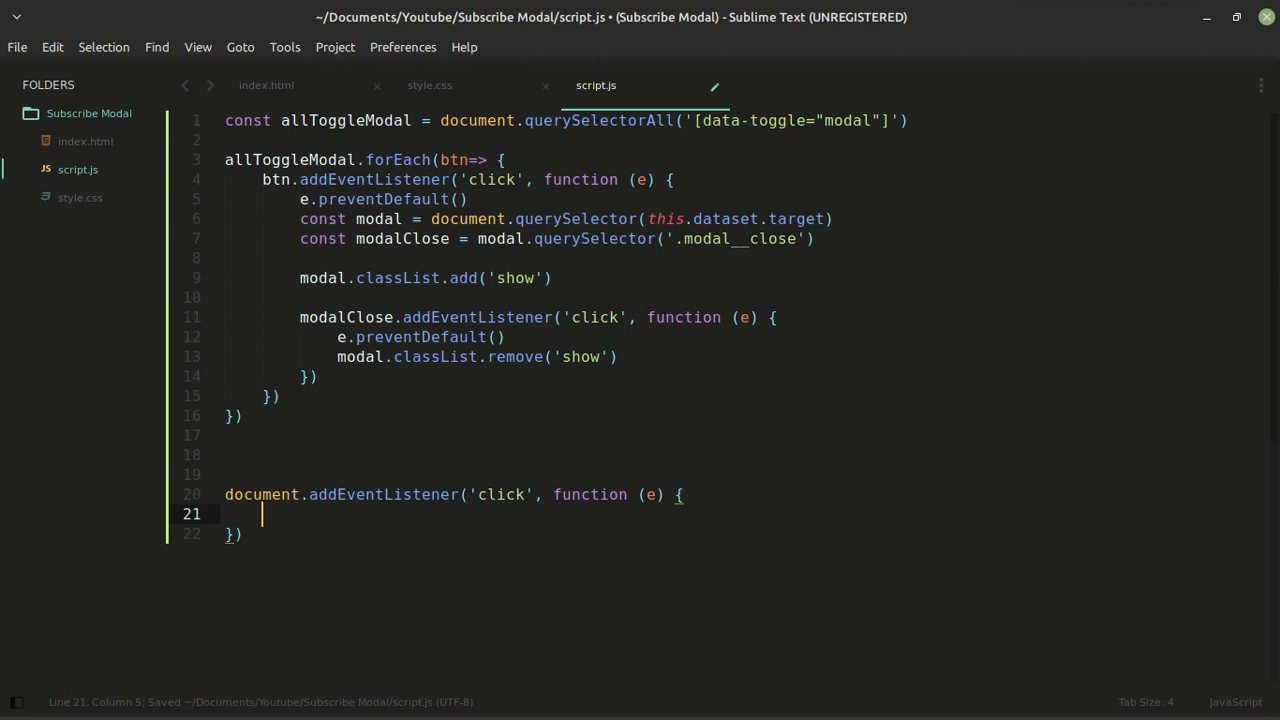 ~/Documents/Youtube/Subscribe Modal/script.js • (Subscribe Modal) - Sublime Text (UNREGISTERED)
File Edit Selection Find View Goto Tools Project Preferences Help
FOLDERS
Subscribe Modal
index.html
script.js
style.css
index.html style.css script.js
1 const allToggleModal = document.querySelectorAll('[data-toggle="modal"]')
2
3 allToggleModal.forEach(btn=> {
4 btn.addEventListener('click', function (e) {
5 e.preventDefault()
6 const modal = document.querySelector(this.dataset.target)
7 const modalClose = modal.querySelector('.modal__close')
8
9 modal.classList.add('show')
10
11 modalClose.addEventListener('click', function (e) {
12 e.preventDefault()
13 modal.classList.remove('show')
14 })
15 })
16 })
17
18
19
20 document.addEventListener('click', function (e) {
21
22 })
Line 21, Column 5; Saved ~/Documents/Youtube/Subscribe Modal/script.js (UTF-8) Tab Size: 4 JavaScript